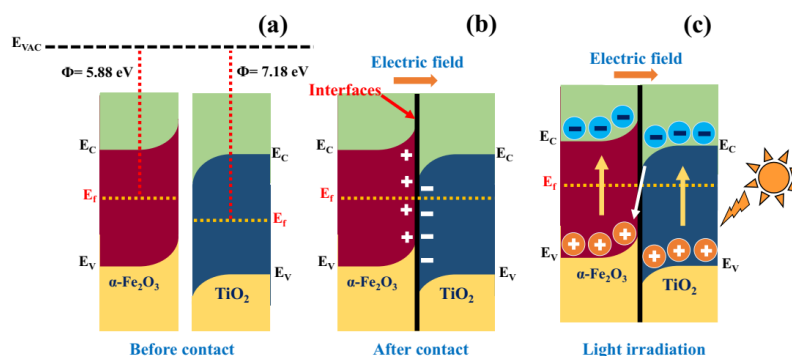 (a)
(b)
(c)
E_VAC
Φ= 5.88 eV
Φ= 7.18 eV
Electric field
Electric field
Interfaces
E_C
E_C
E_C
E_C
E_C
E_f
E_f
E_f
E_f
E_V
E_V
E_V
E_V
E_V
α-Fe₂O₃
TiO₂
α-Fe₂O₃
TiO₂
α-Fe₂O₃
TiO₂
Before contact
After contact
Light irradiation